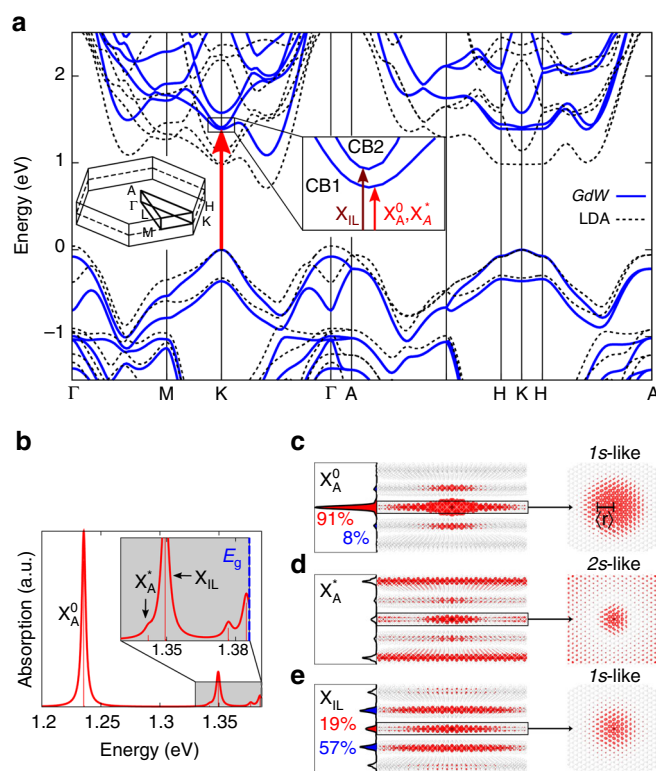 a
2
1
0
−1
Energy (eV)
A
Γ
L
M
H
K
CB2
CB1
X_IL
X_A^0, X_A^*
GdW
LDA
Γ M K Γ A H K H A
b
Absorption (a.u.)
X_A^0
X_A^*
X_IL
E_g
1.35 1.38
1.2 1.25 1.3 1.35
Energy (eV)
c
X_A^0
91%
8%
1s-like
⟨r⟩
d
X_A^*
2s-like
e
X_IL
19%
57%
1s-like